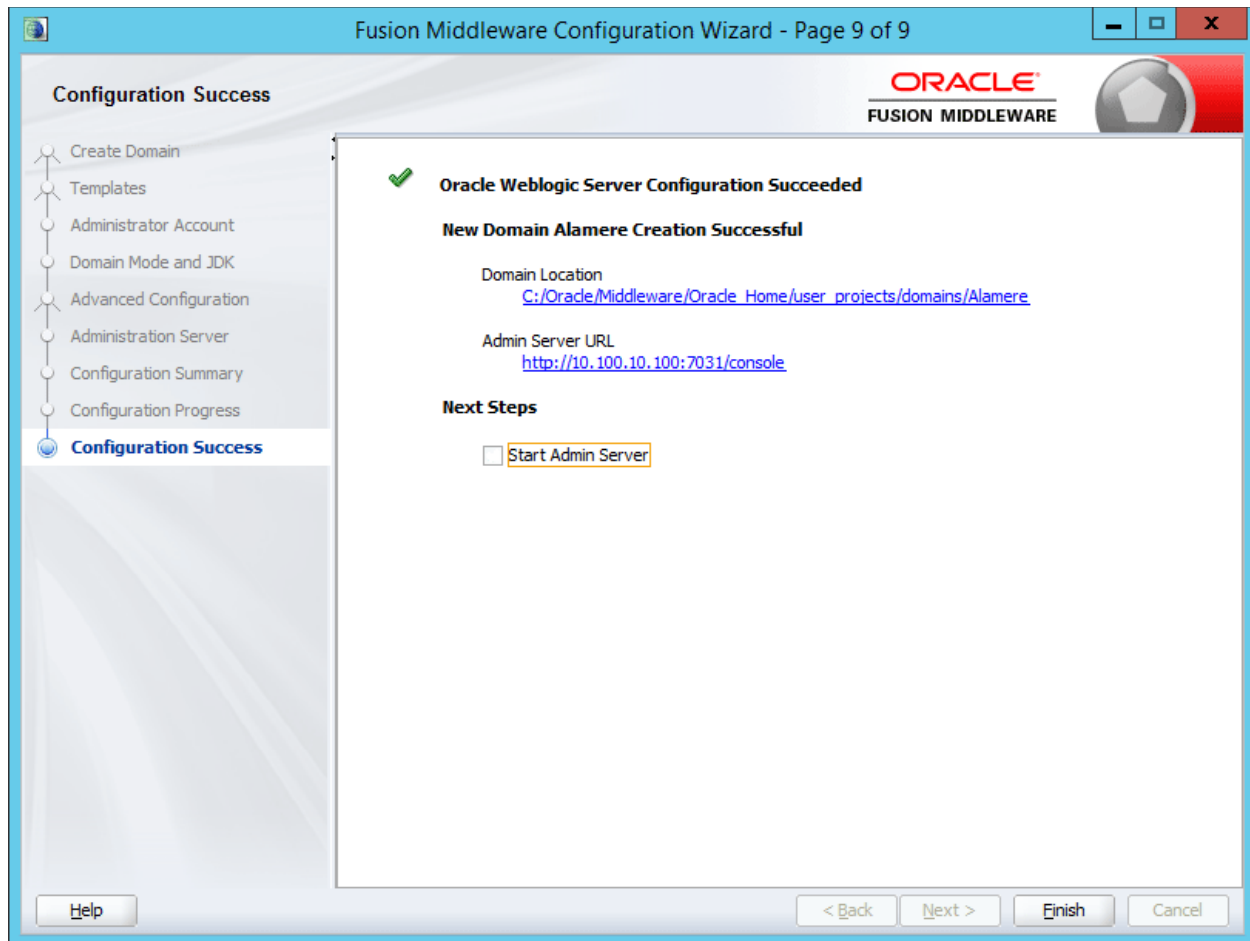 Fusion Middleware Configuration Wizard - Page 9 of 9
Configuration Success
ORACLE
FUSION MIDDLEWARE
Create Domain
Templates
Administrator Account
Domain Mode and JDK
Advanced Configuration
Administration Server
Configuration Summary
Configuration Progress
Configuration Success
Oracle Weblogic Server Configuration Succeeded
New Domain Alamere Creation Successful
Domain Location
C:/Oracle/Middleware/Oracle_Home/user_projects/domains/Alamere
Admin Server URL
http://10.100.10.100:7031/console
Next Steps
Start Admin Server
Help
< Back
Next >
Finish
Cancel